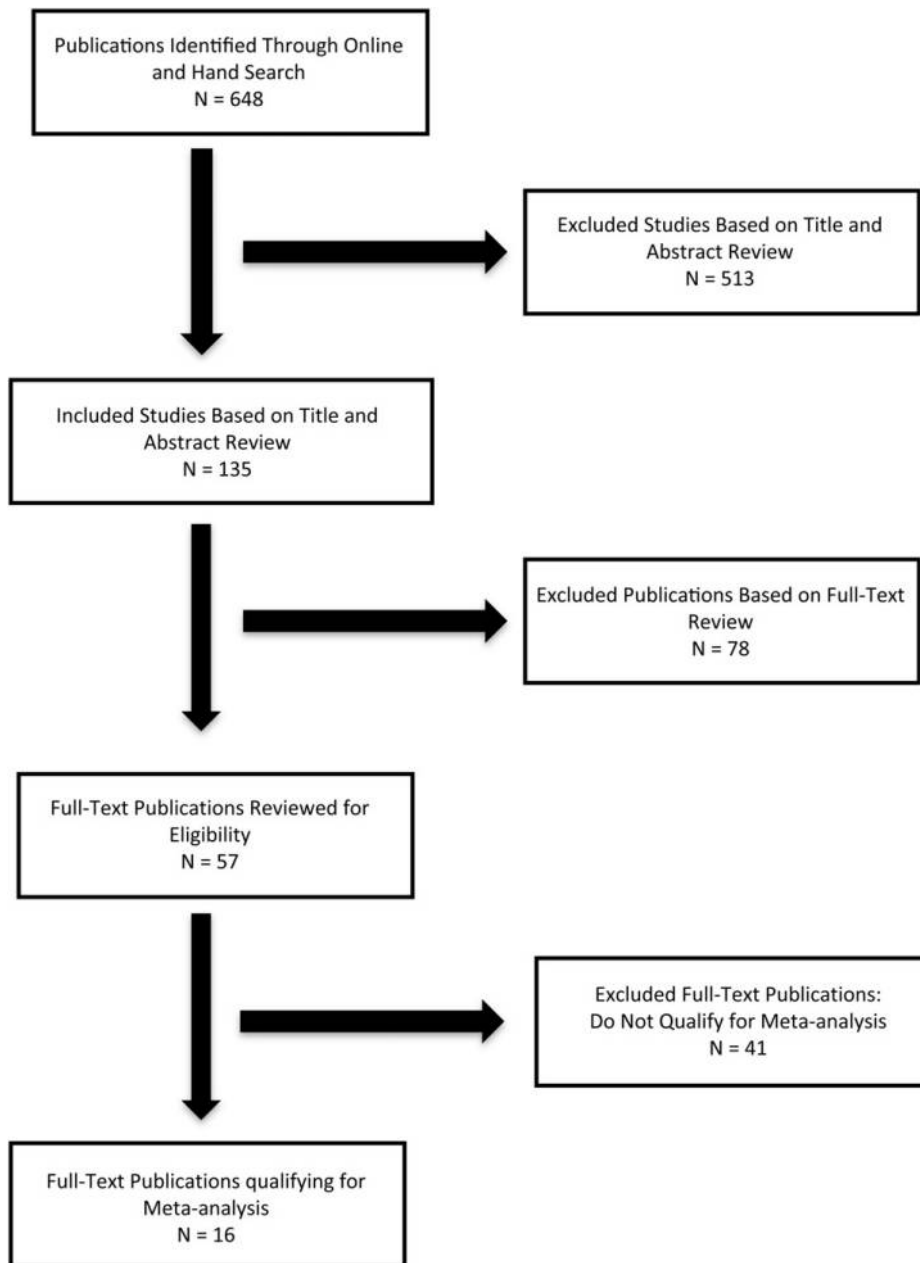 Publications Identified Through Online
and Hand Search
N = 648
Excluded Studies Based on Title and
Abstract Review
N = 513
Included Studies Based on Title and
Abstract Review
N = 135
Excluded Publications Based on Full-Text
Review
N = 78
Full-Text Publications Reviewed for
Eligibility
N = 57
Excluded Full-Text Publications:
Do Not Qualify for Meta-analysis
N = 41
Full-Text Publications qualifying for
Meta-analysis
N = 16